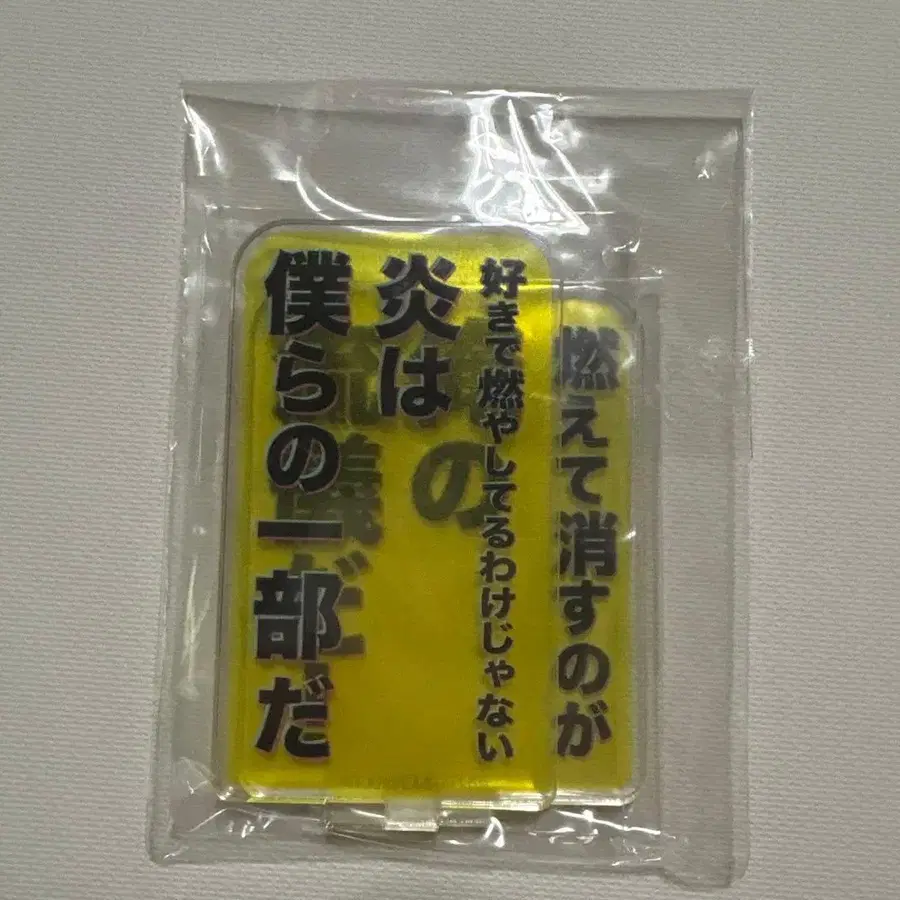 燃えて消すのが
好きで燃やしてるわけじゃない
炎は
僕らの一部だ